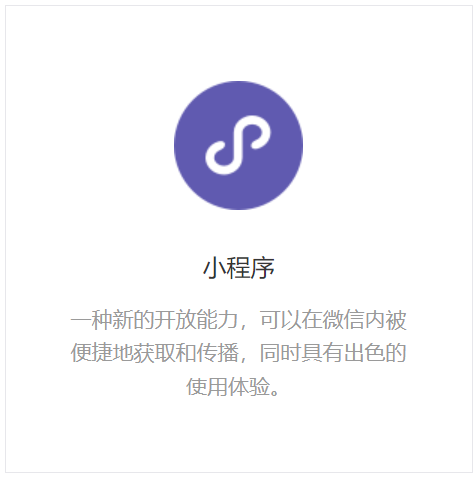 小程序
一种新的开放能力，可以在微信内被
便捷地获取和传播，同时具有出色的
使用体验。